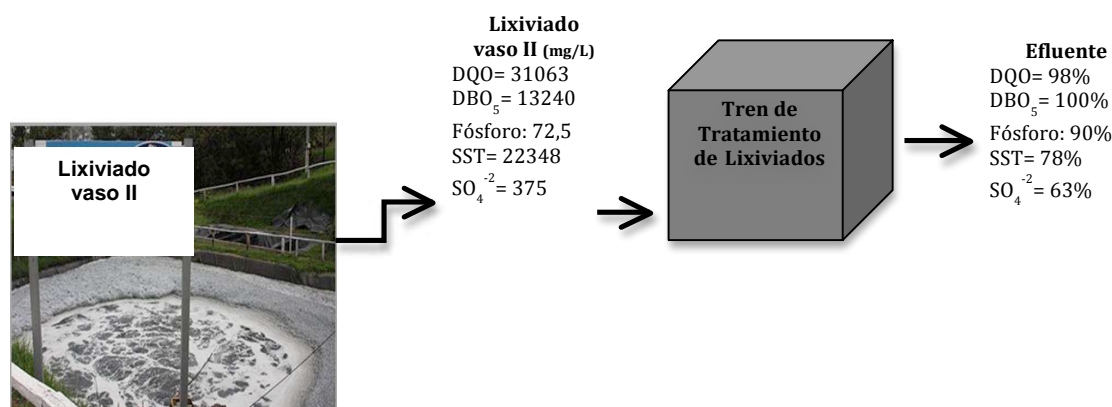 Lixiviado
vaso II
Lixiviado
vaso II (mg/L)
DQO= 31063
DBO₅= 13240
Fósforo: 72,5
SST= 22348
SO₄⁻²= 375
Tren de
Tratamiento
de Lixiviados
Efluente
DQO= 98%
DBO₅= 100%
Fósforo: 90%
SST= 78%
SO₄⁻²= 63%